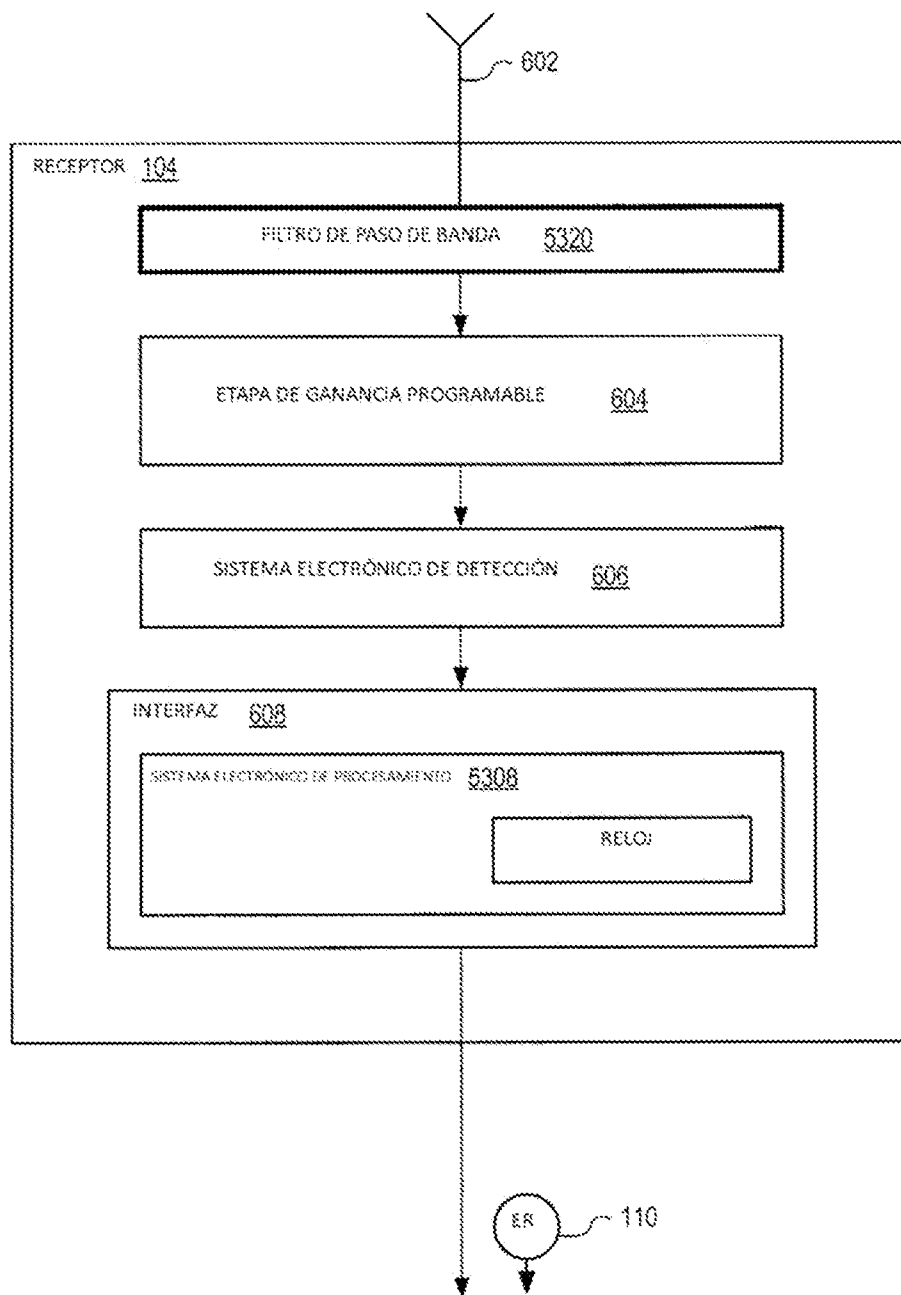 602
RECEPTOR 104
FILTRO DE PASO DE BANDA 5320
ETAPA DE GANANCIA PROGRAMABLE 604
SISTEMA ELECTRÓNICO DE DETECCIÓN 606
INTERFAZ 608
SISTEMA ELECTRÓNICO DE PROCESAMIENTO 5308
RELOJ
ER 110